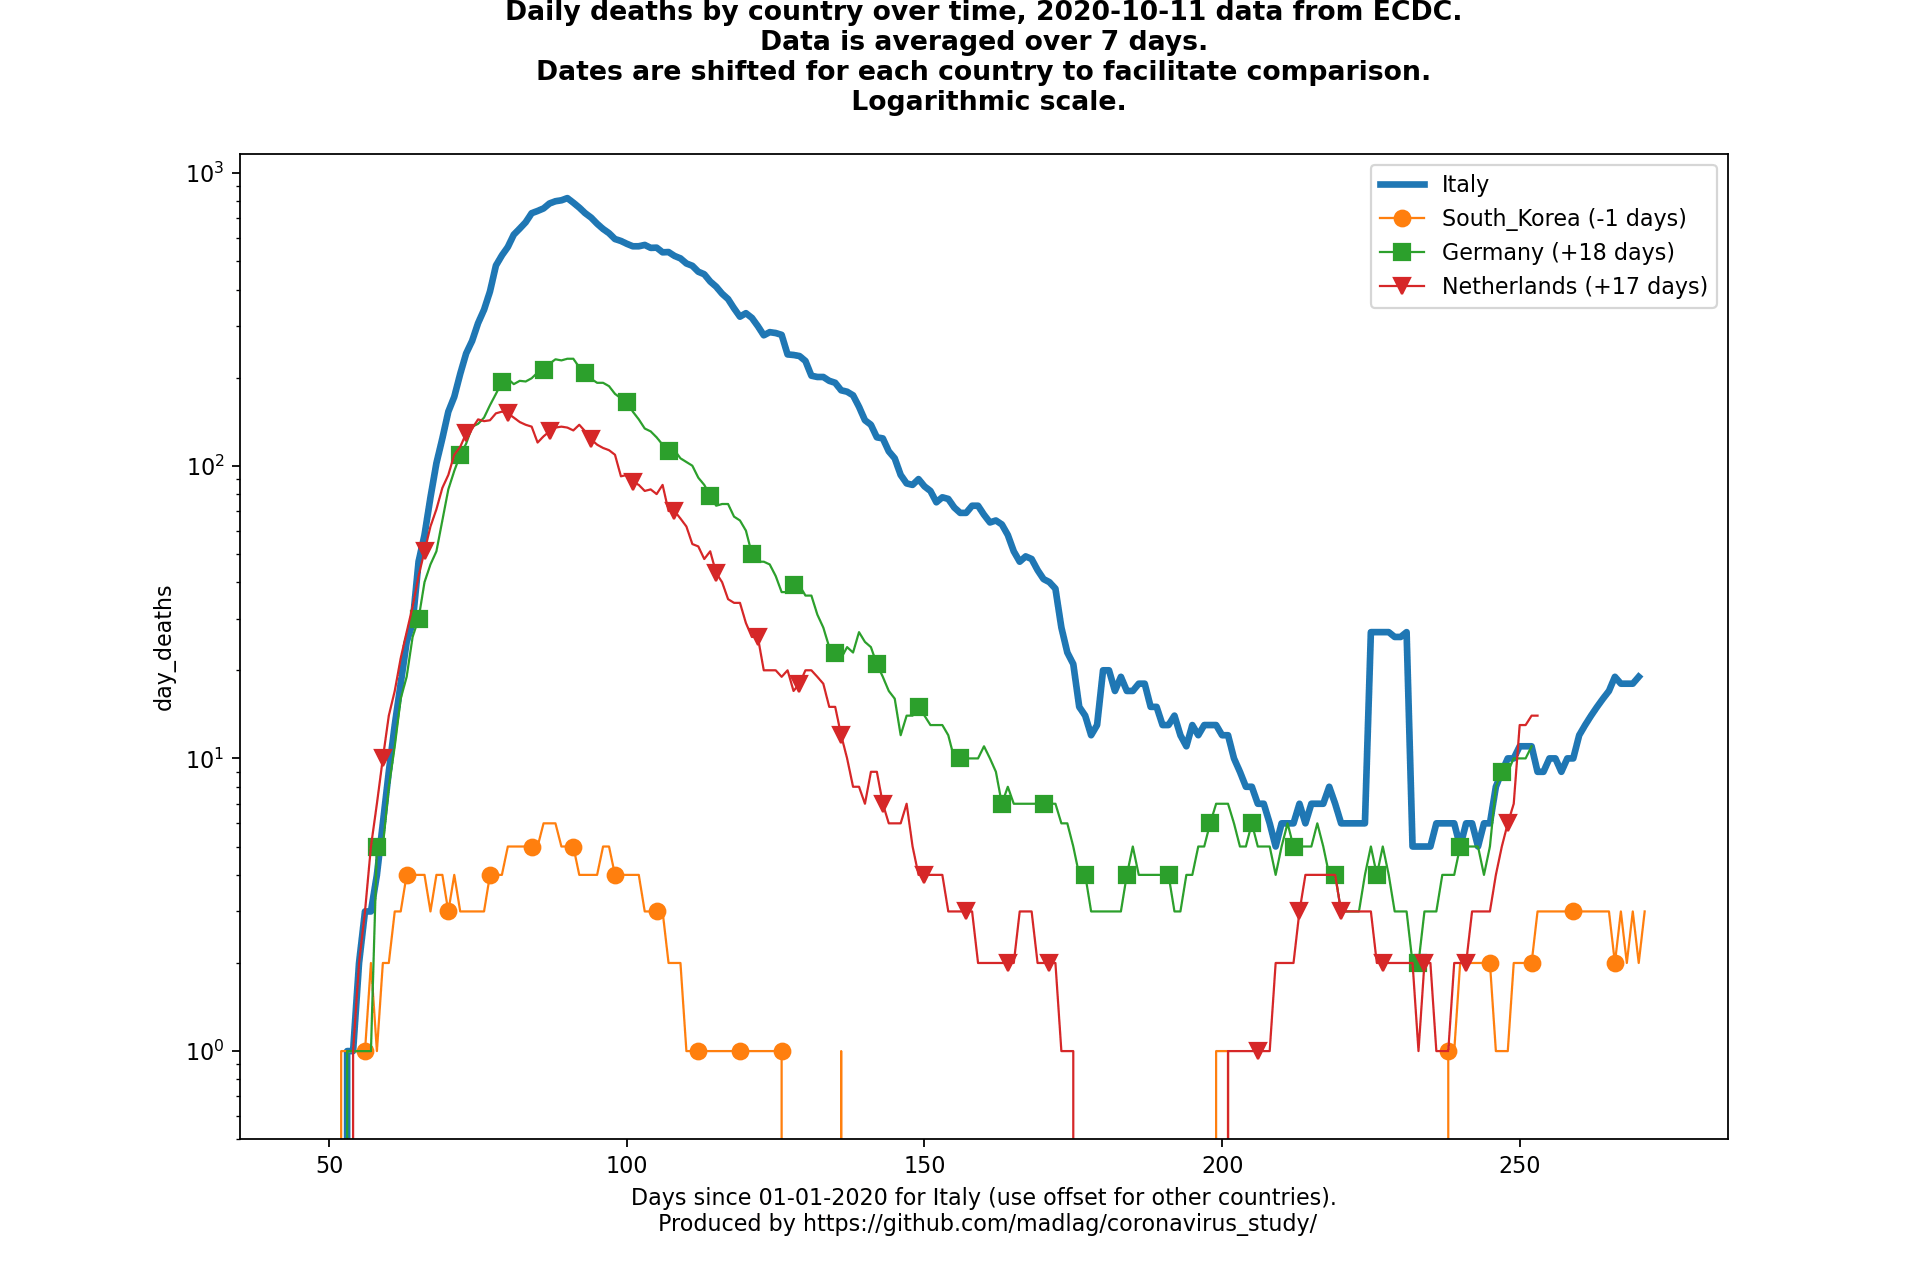 Daily deaths by country over time, 2020-10-11 data from ECDC.
Data is averaged over 7 days.
Dates are shifted for each country to facilitate comparison.
Logarithmic scale.
10³
10²
10¹
10⁰
day_deaths
Italy
South_Korea (-1 days)
Germany (+18 days)
Netherlands (+17 days)
50 100 150 200 250
Days since 01-01-2020 for Italy (use offset for other countries).
Produced by https://github.com/madlag/coronavirus_study/